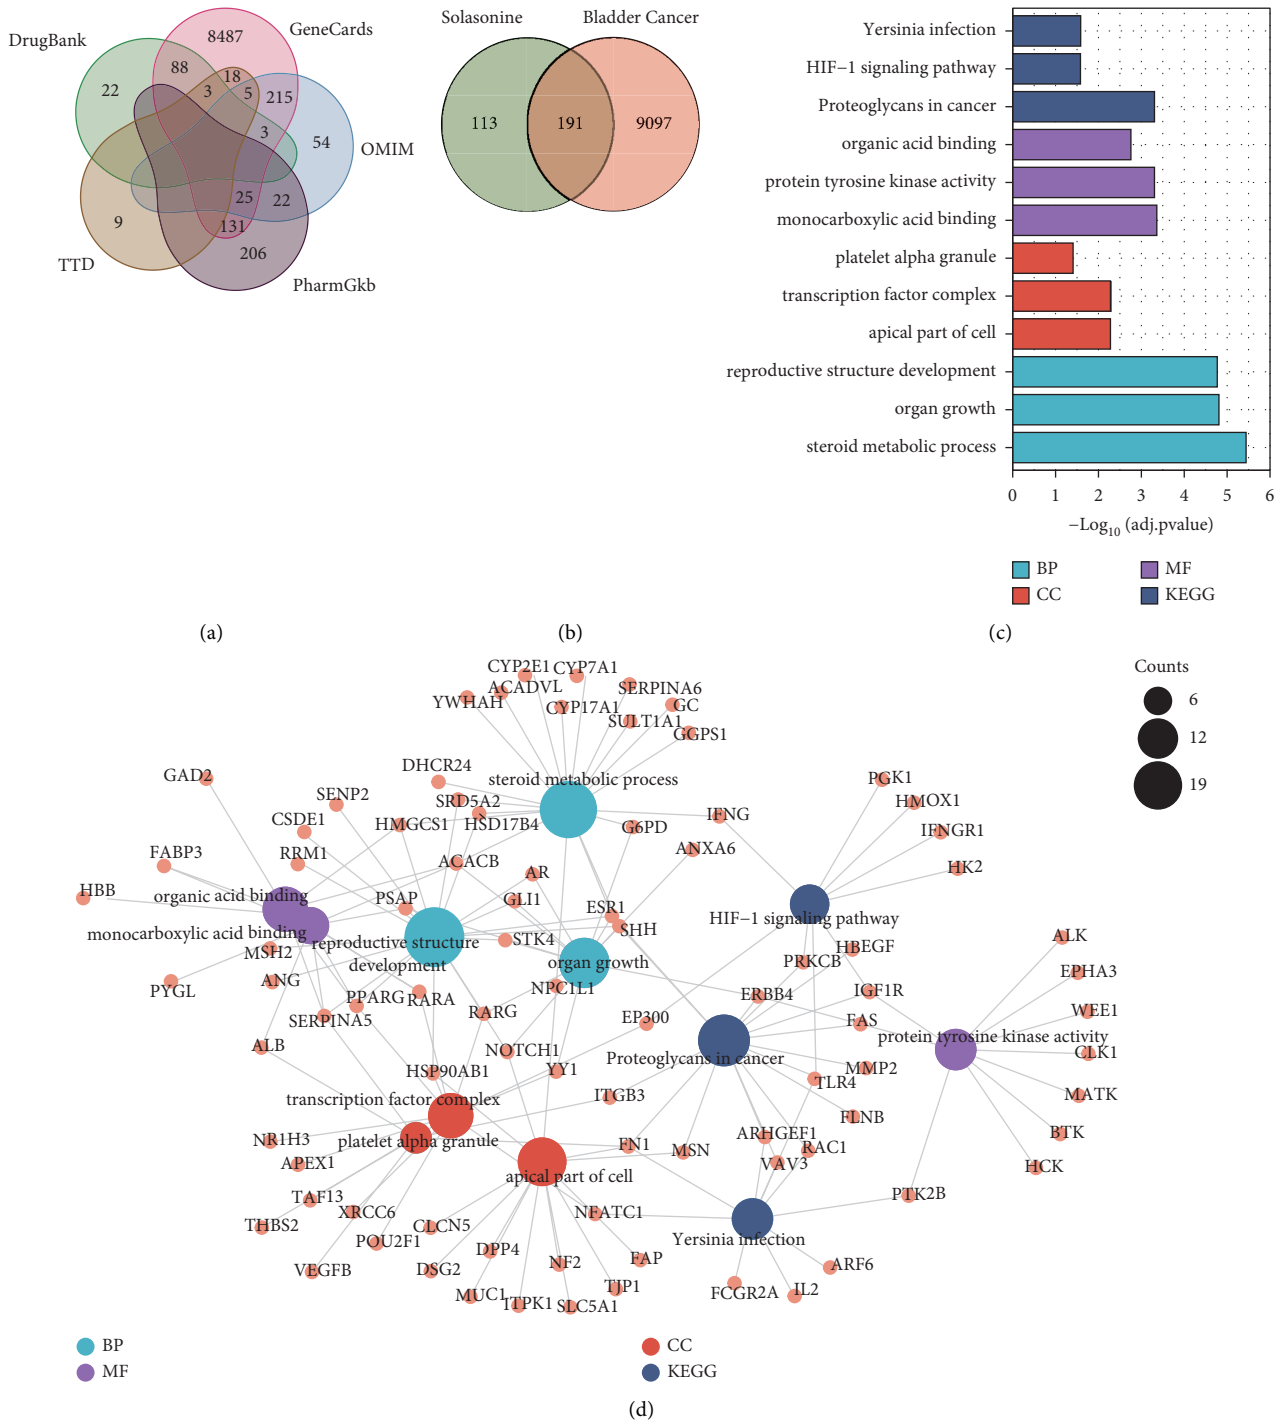 DrugBank
GeneCards
OMIM
PharmGkb
TTD
8487
88
18
3
5
215
22
3
54
25
22
131
206
9
(a)
Solasonine
Bladder Cancer
113
191
9097
(b)
Yersinia infection
HIF−1 signaling pathway
Proteoglycans in cancer
organic acid binding
protein tyrosine kinase activity
monocarboxylic acid binding
platelet alpha granule
transcription factor complex
apical part of cell
reproductive structure development
organ growth
steroid metabolic process
0 1 2 3 4 5 6
−Log10 (adj.pvalue)
BP
MF
CC
KEGG
(c)
CYP2E1
CYP7A1
ACADVL
SERPINA6
YWHAH
CYP17A1
GC
SULT1A1
GGPS1
Counts
6
12
19
DHCR24
steroid metabolic process
GAD2
SENP2
SRD5A2
PGK1
HMOX1
CSDE1
HMGCS1
HSD17B4
G6PD
IFNG
IFNGR1
FABP3
RRM1
ACACB
AR
ANXA6
HK2
HBB
organic acid binding
PSAP
GLI1
ESR1
HIF−1 signaling pathway
monocarboxylic acid binding
reproductive structure
development
STK4
SHH
ALK
MSH2
organ growth
PRKCB
HBEGF
PYGL
ANG
PPARG
RARA
NPC1L1
ERBB4
IGF1R
EPHA3
SERPINA5
RARG
EP300
FAS
WEE1
ALB
NOTCH1
Proteoglycans in cancer
protein tyrosine kinase activity
CLK1
HSP90AB1
YY1
TLR4
MMP2
transcription factor complex
ITGB3
MATK
FLNB
NR1H3
platelet alpha granule
FN1
MSN
ARHGEF1
RAC1
BTK
APEX1
apical part of cell
VAV3
HCK
TAF13
PTK2B
THBS2
XRCC6
CLCN5
NFATC1
POU2F1
Yersinia infection
VEGFB
DSG2
DPP4
NF2
FAP
ARF6
MUC1
ITPK1
SLC5A1
TJP1
FCGR2A
IL2
BP
MF
CC
KEGG
(d)